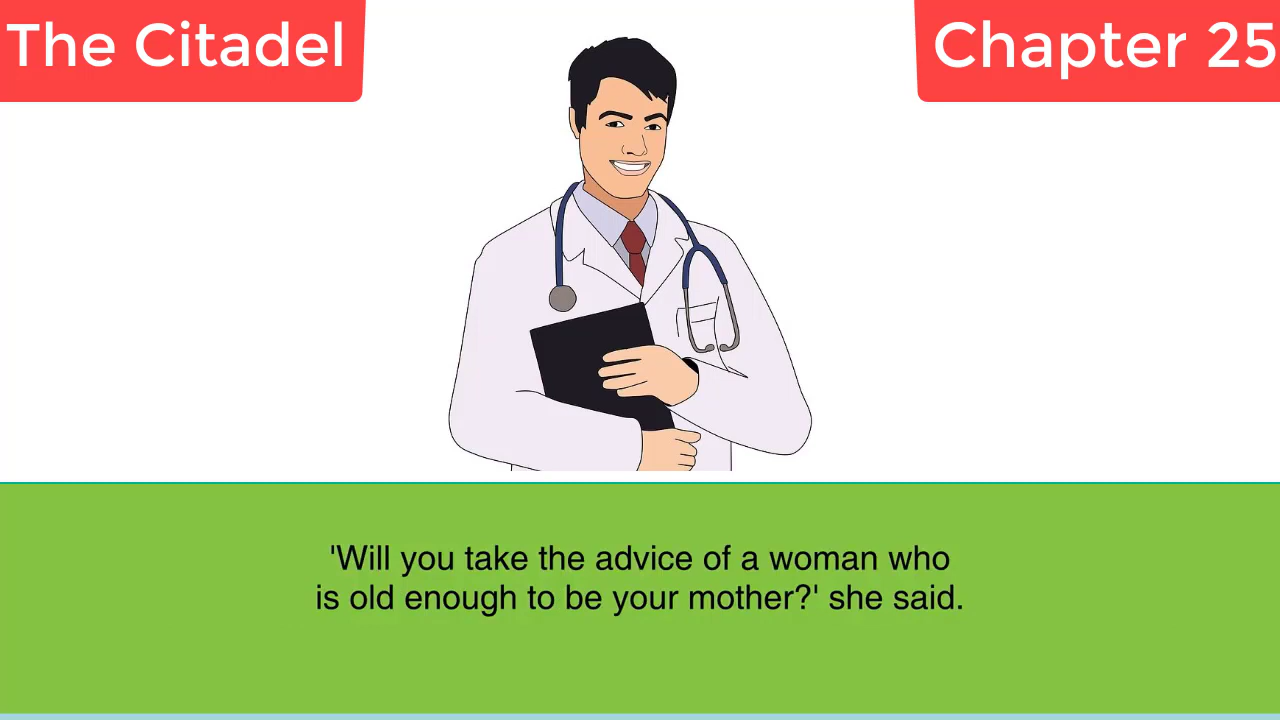 The Citadel
Chapter 25
'Will you take the advice of a woman who
is old enough to be your mother?' she said.